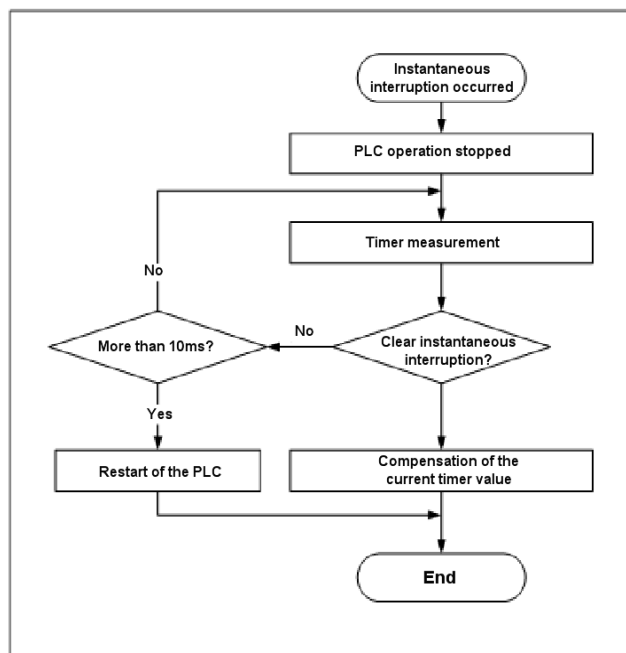 Instantaneous
interruption occurred
PLC operation stopped
Timer measurement
No
More than 10ms?
No
Clear instantaneous
interruption?
Yes
Restart of the PLC
Compensation of the
current timer value
End